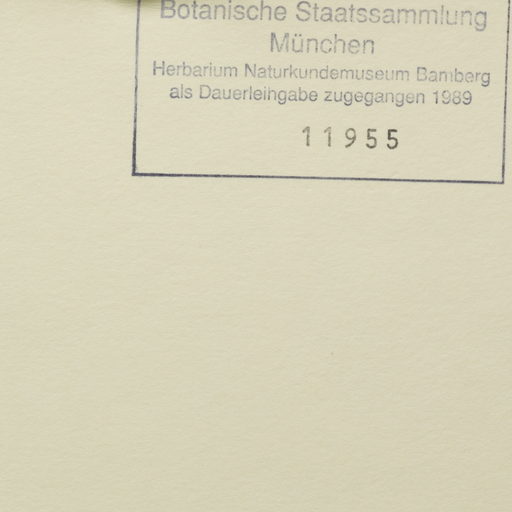 Botanische Staatssammlung
München
Herbarium Naturkundemuseum Bamberg
als Dauerleihgabe zugegangen 1989
11955